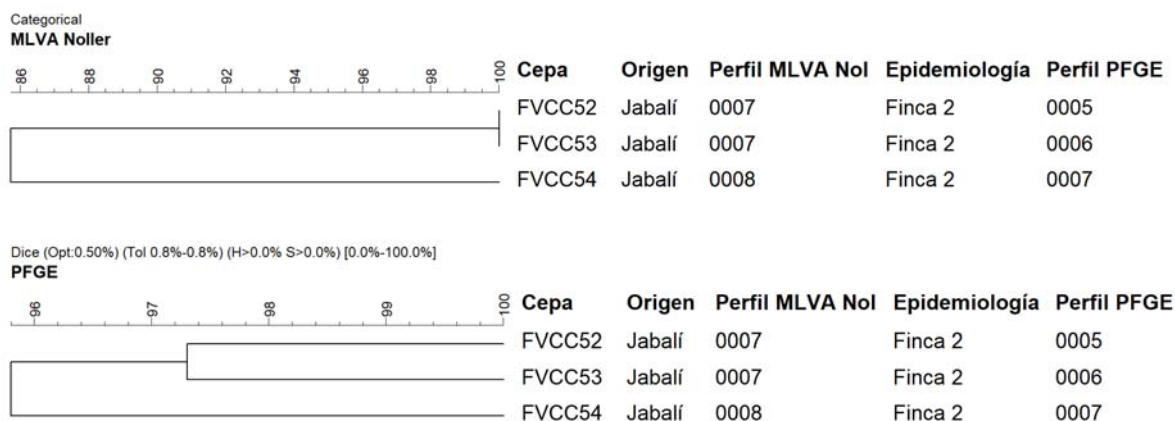 Categorical
MLVA Noller
86 88 90 92 94 96 98 100
Cepa Origen Perfil MLVA Nol Epidemiología Perfil PFGE
FVCC52 Jabalí 0007 Finca 2 0005
FVCC53 Jabalí 0007 Finca 2 0006
FVCC54 Jabalí 0008 Finca 2 0007
Dice (Opt:0.50%) (Tol 0.8%-0.8%) (H>0.0% S>0.0%) [0.0%-100.0%]
PFGE
96 97 98 99 100
Cepa Origen Perfil MLVA Nol Epidemiología Perfil PFGE
FVCC52 Jabalí 0007 Finca 2 0005
FVCC53 Jabalí 0007 Finca 2 0006
FVCC54 Jabalí 0008 Finca 2 0007